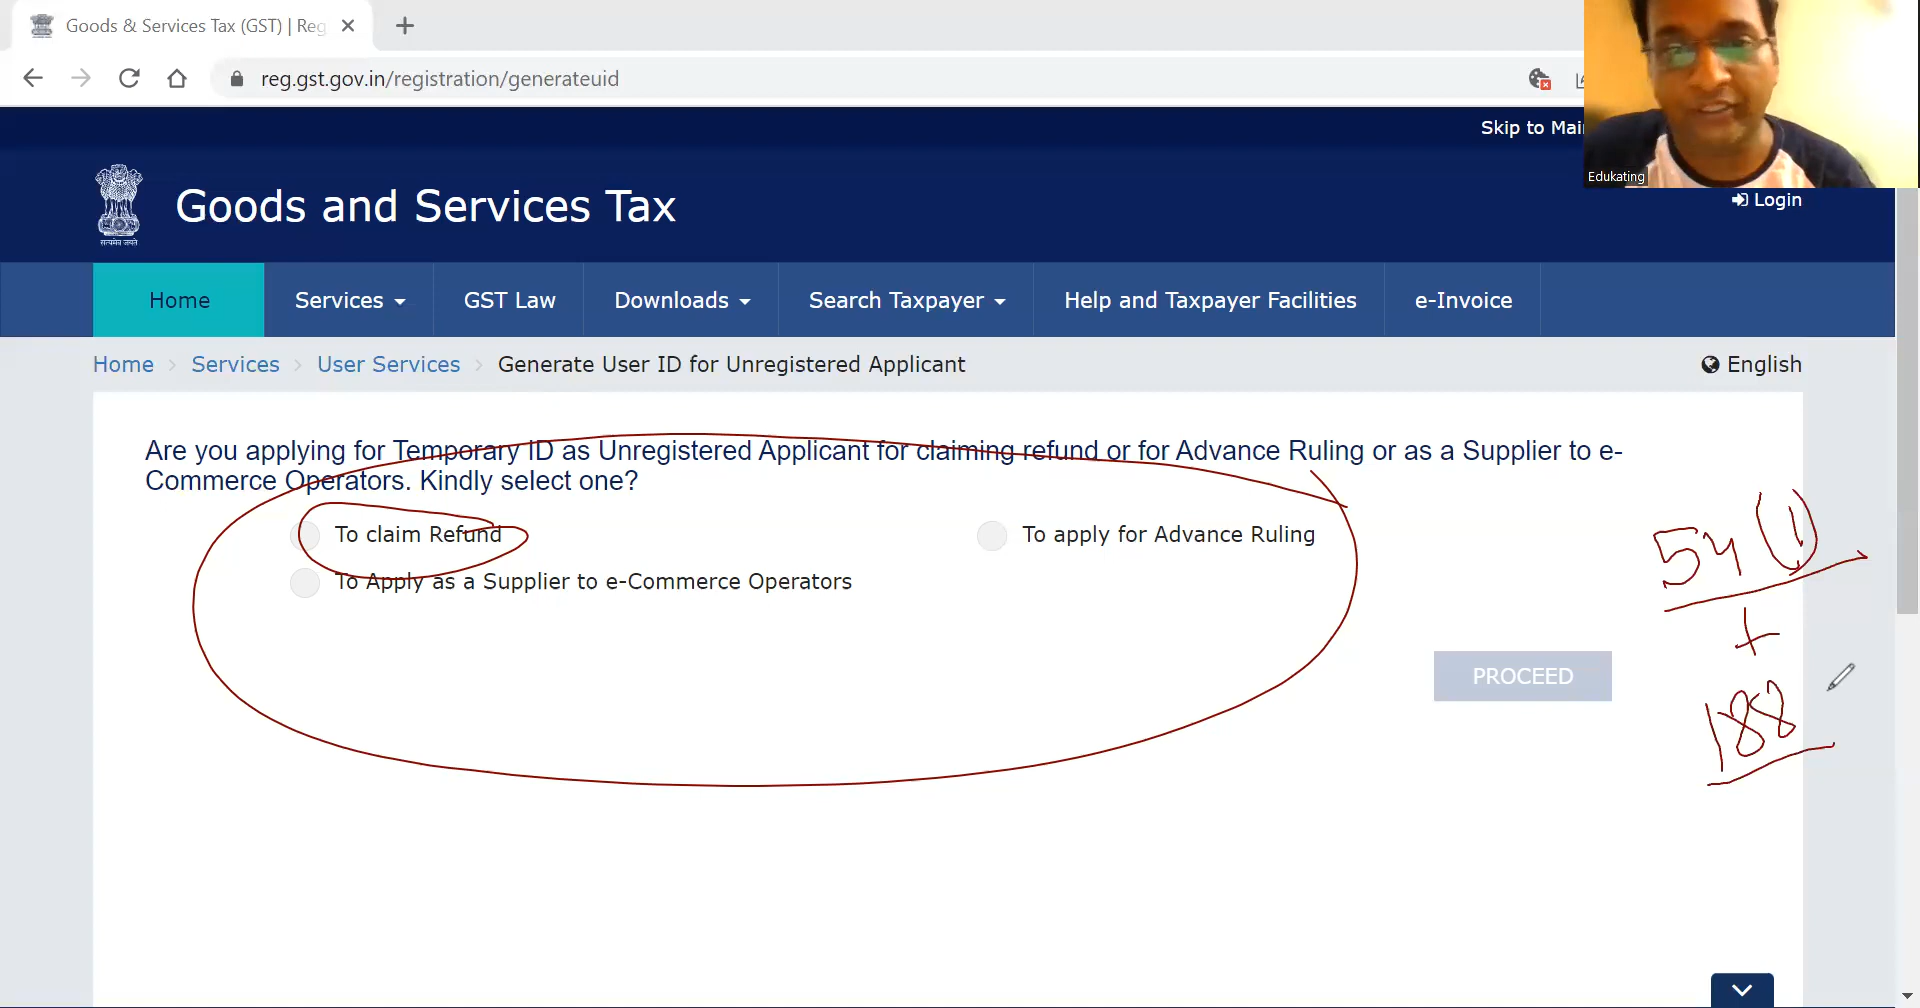 Goods & Services Tax (GST) | Reg
reg.gst.gov.in/registration/generateuid
Skip to Mai
Edukating
Login
सत्यमेव जयते
Goods and Services Tax
Home Services GST Law Downloads Search Taxpayer Help and Taxpayer Facilities e-Invoice
Home > Services > User Services > Generate User ID for Unregistered Applicant English
Are you applying for Temporary ID as Unregistered Applicant for claiming refund or for Advance Ruling or as a Supplier to e-
Commerce Operators. Kindly select one?
To claim Refund To apply for Advance Ruling
To Apply as a Supplier to e-Commerce Operators
54 (1)
+
188
PROCEED